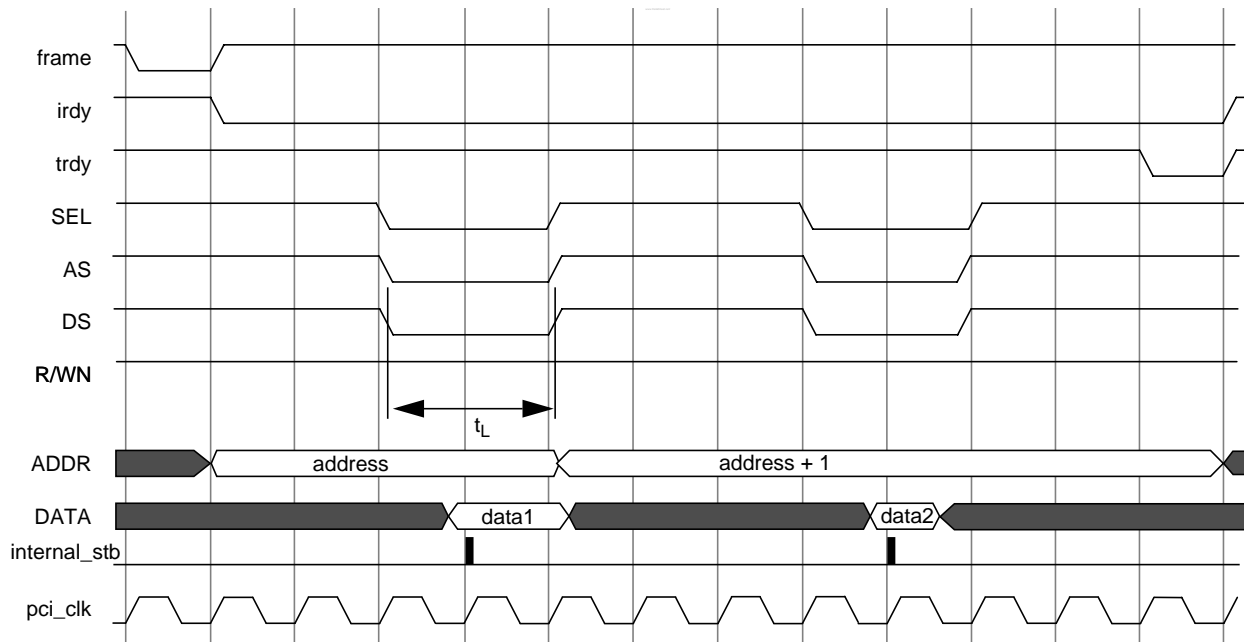 frame
irdy
trdy
SEL
AS
DS
R/WN
tL
ADDR
address
address + 1
DATA
data1
data2
internal_stb
pci_clk